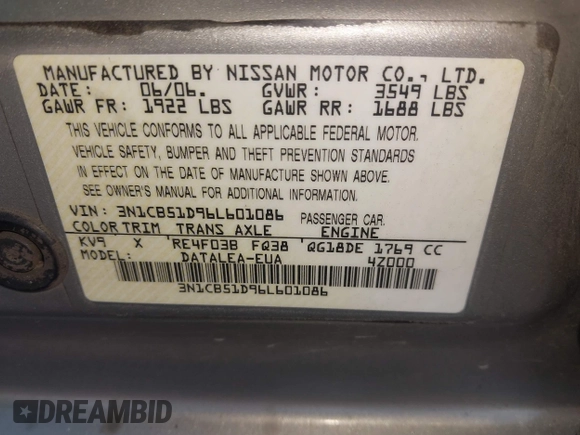 MANUFACTURED BY NISSAN MOTOR CO., LTD.
DATE: 06/06. GVWR: 3549 LBS
GAWR FR: 1922 LBS GAWR RR: 1688 LBS
THIS VEHICLE CONFORMS TO ALL APPLICABLE FEDERAL MOTOR.
VEHICLE SAFETY, BUMPER AND THEFT PREVENTION STANDARDS
IN EFFECT ON THE DATE OF MANUFACTURE SHOWN ABOVE.
SEE OWNER'S MANUAL FOR ADDITIONAL INFORMATION.
VIN: 3N1CB51D96L601086 PASSENGER CAR.
COLOR TRIM TRANS AXLE ENGINE
KV9 X RE4F03B FQ38 QG18DE 1769 CC
MODEL: DATALEA-EUA 4Z000
3N1CB51D96L601086
DREAMBID